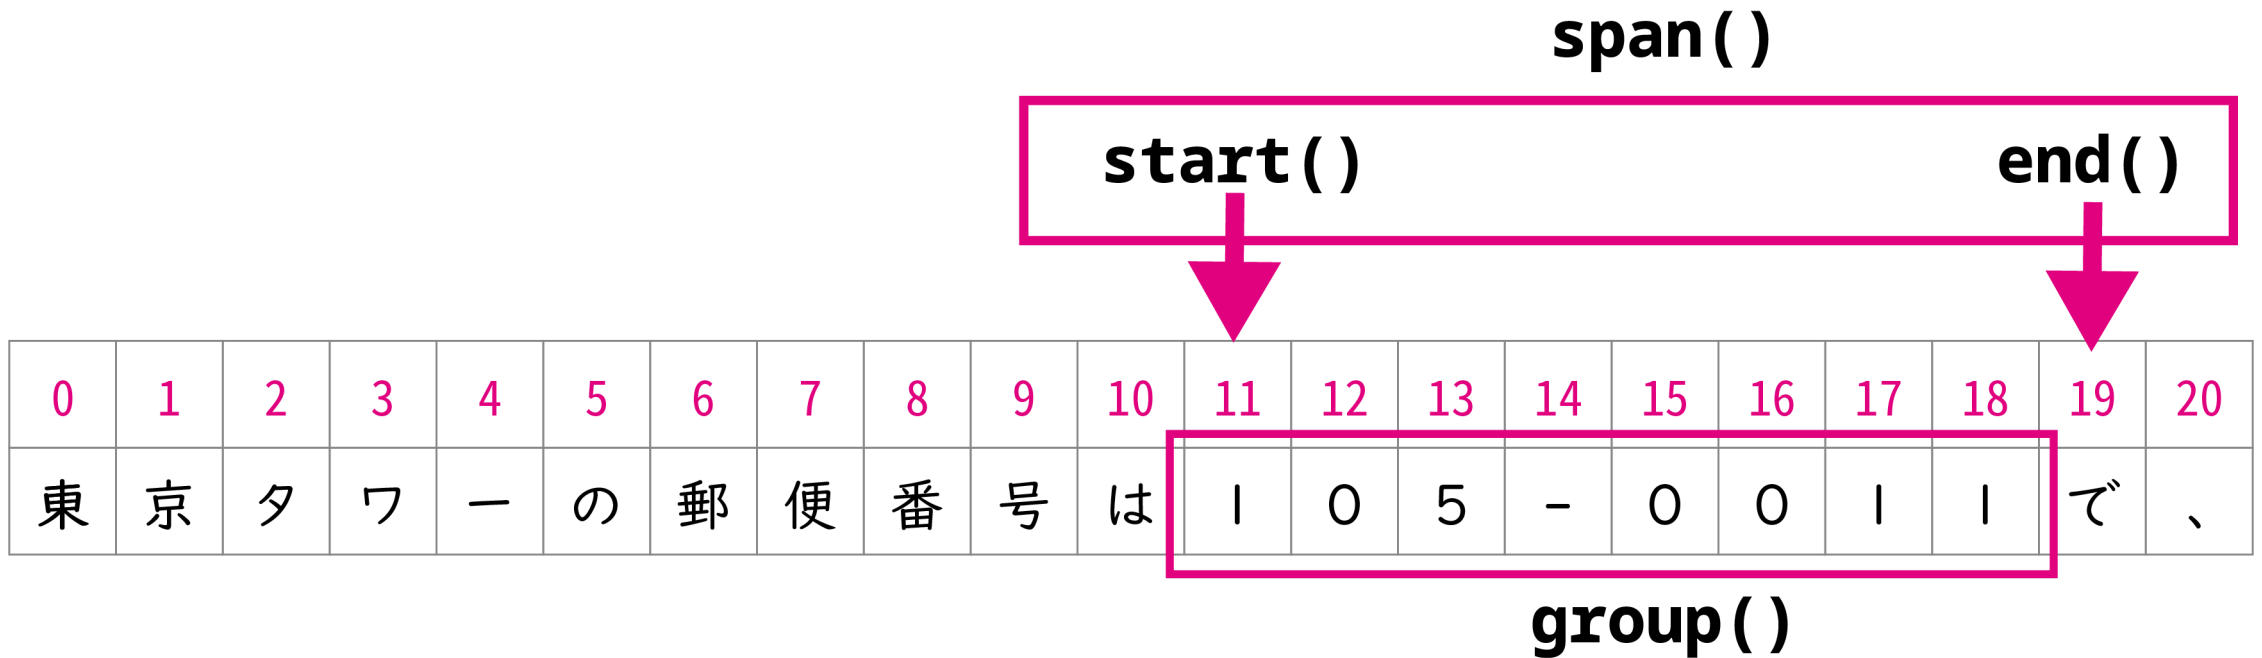 span()
start() end()
0 1 2 3 4 5 6 7 8 9 10 11 12 13 14 15 16 17 18 19 20
東京タワーの郵便番号は105-0011で、
group()